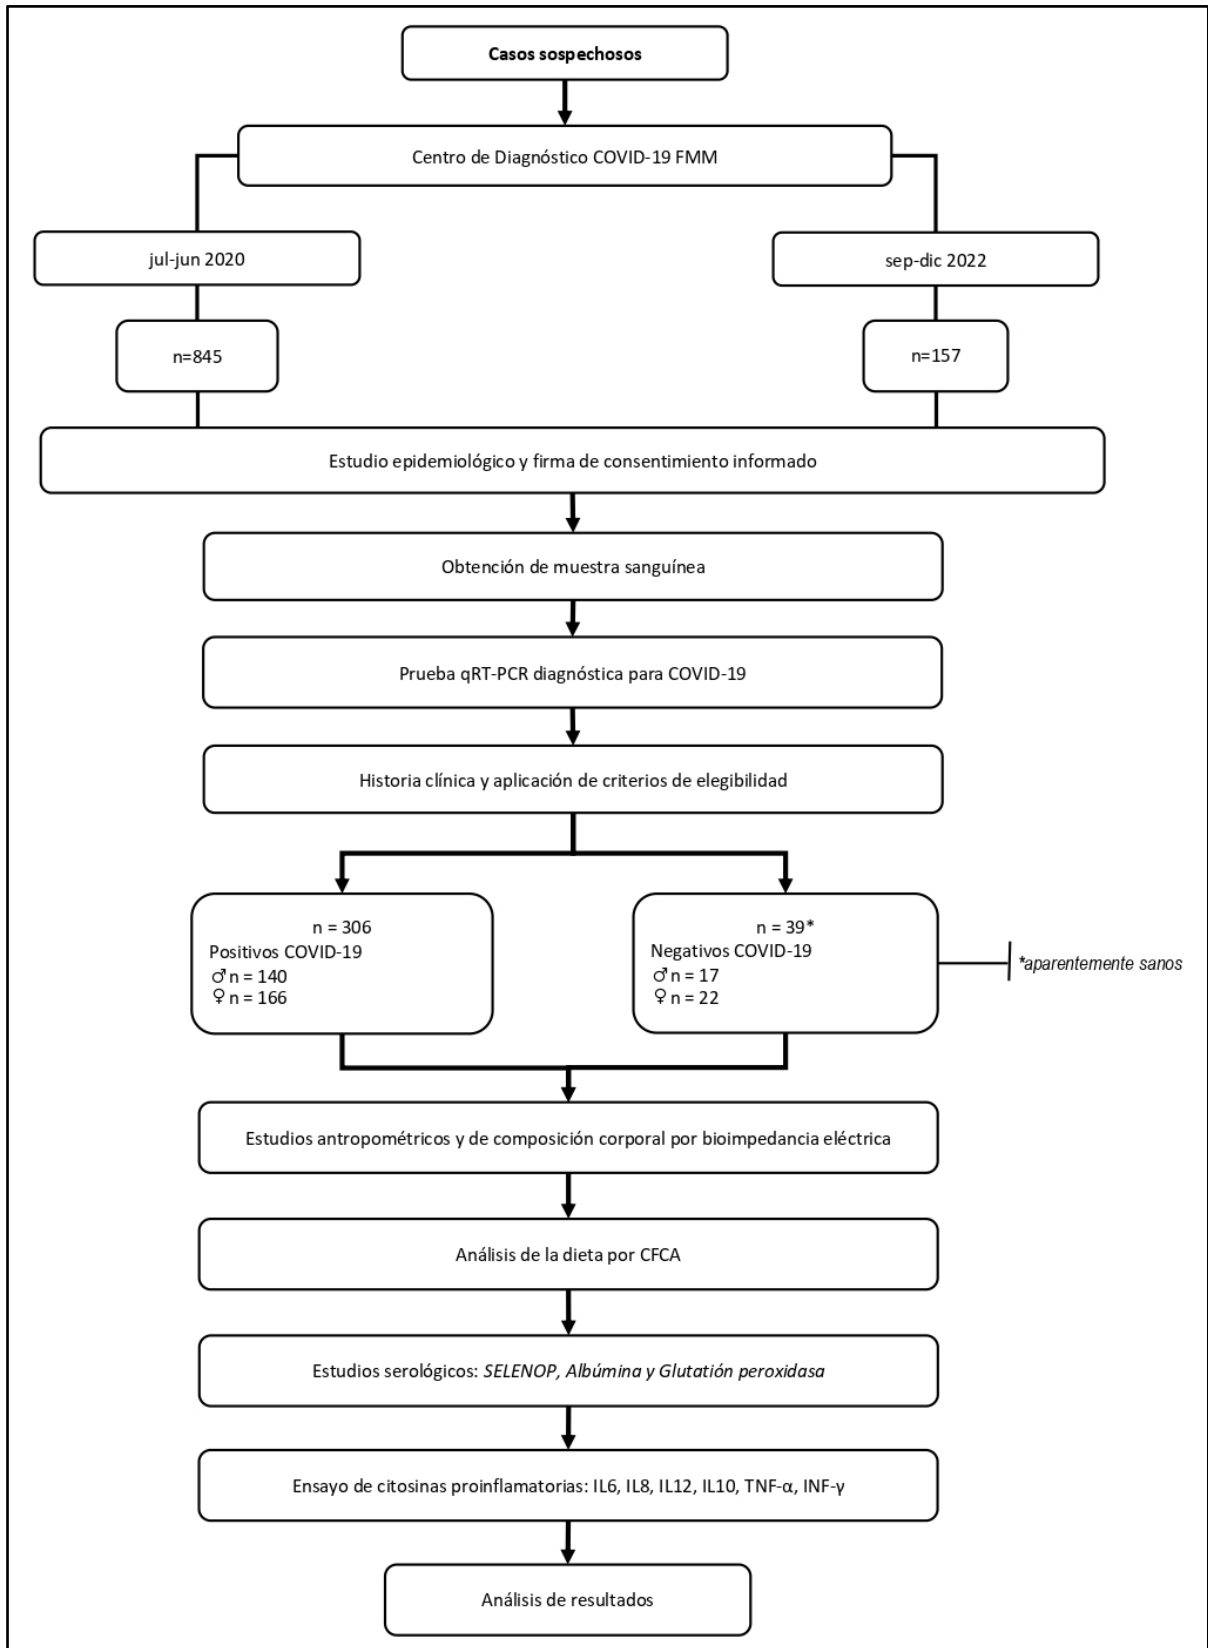 Casos sospechosos
Centro de Diagnóstico COVID-19 FMM
jul-jun 2020
sep-dic 2022
n=845
n=157
Estudio epidemiológico y firma de consentimiento informado
Obtención de muestra sanguínea
Prueba qRT-PCR diagnóstica para COVID-19
Historia clínica y aplicación de criterios de elegibilidad
n = 306
Positivos COVID-19
♂ n = 140
♀ n = 166
n = 39*
Negativos COVID-19
♂ n = 17
♀ n = 22
*aparentemente sanos
Estudios antropométricos y de composición corporal por bioimpedancia eléctrica
Análisis de la dieta por CFCA
Estudios serológicos: SELENOP, Albúmina y Glutatión peroxidasa
Ensayo de citosinas proinflamatorias: IL6, IL8, IL12, IL10, TNF-α, INF-γ
Análisis de resultados